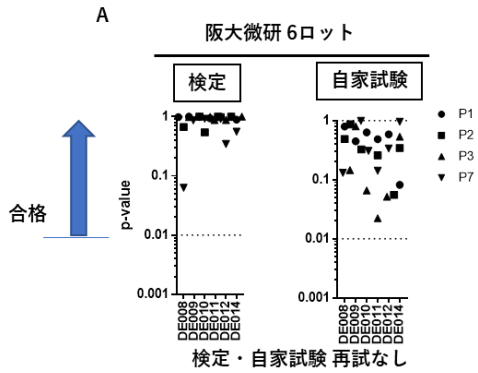 A
阪大微研 6ロット
検定
自家試験
合格
p-value
1
0.1
0.01
0.001
DE008
DE009
DE010
DE011
DE012
DE014
1
0.1
0.01
0.001
DE008
DE009
DE010
DE011
DE012
DE014
P1
P2
P3
P7
検定・自家試験 再試なし